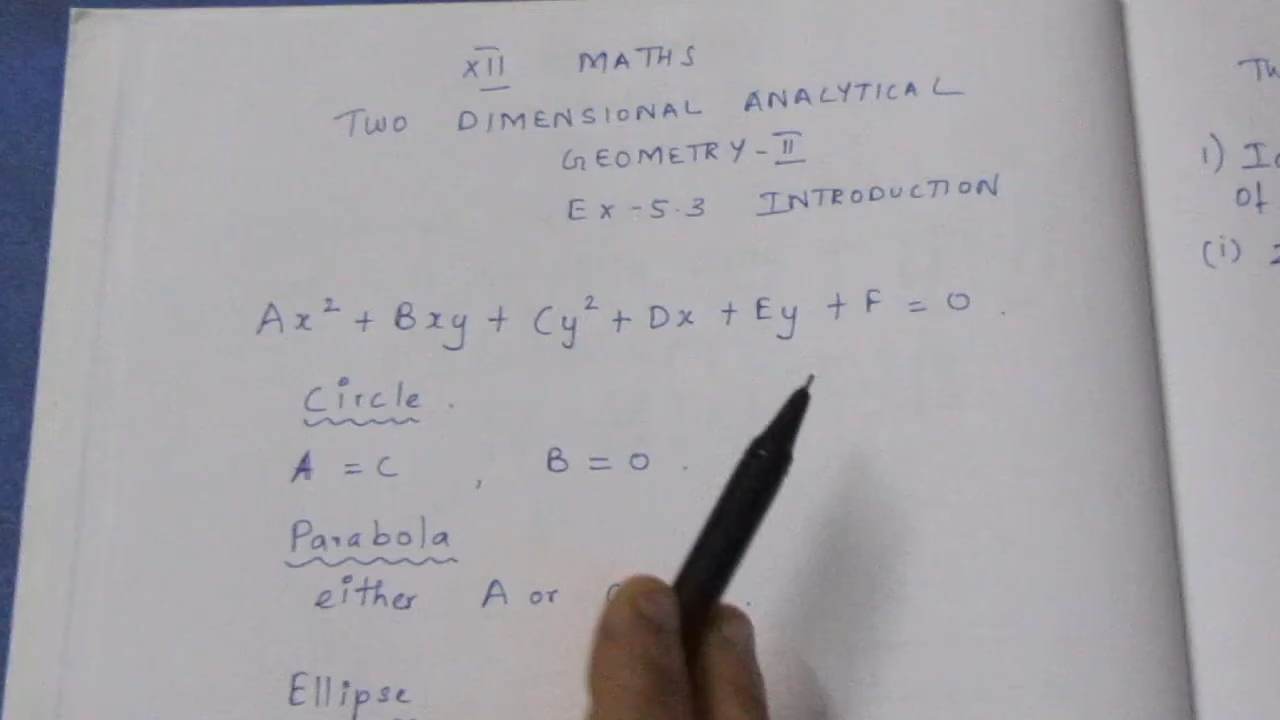 XII MATHS
TWO DIMENSIONAL ANALYTICAL
GEOMETRY-II
Ex-5.3 INTRODUCTION
Ax² + Bxy + Cy² + Dx + Ey + F = 0.
Circle.
A = C , B = 0.
Parabola
either A or
Ellipse
1)
of
(i)